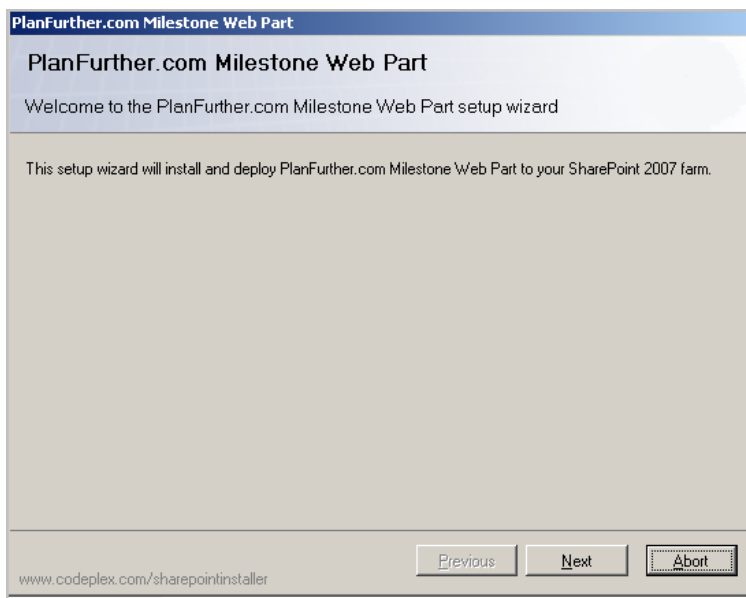 PlanFurther.com Milestone Web Part
PlanFurther.com Milestone Web Part
Welcome to the PlanFurther.com Milestone Web Part setup wizard
This setup wizard will install and deploy PlanFurther.com Milestone Web Part to your SharePoint 2007 farm.
Previous Next Abort
www.codeplex.com/sharepointinstaller